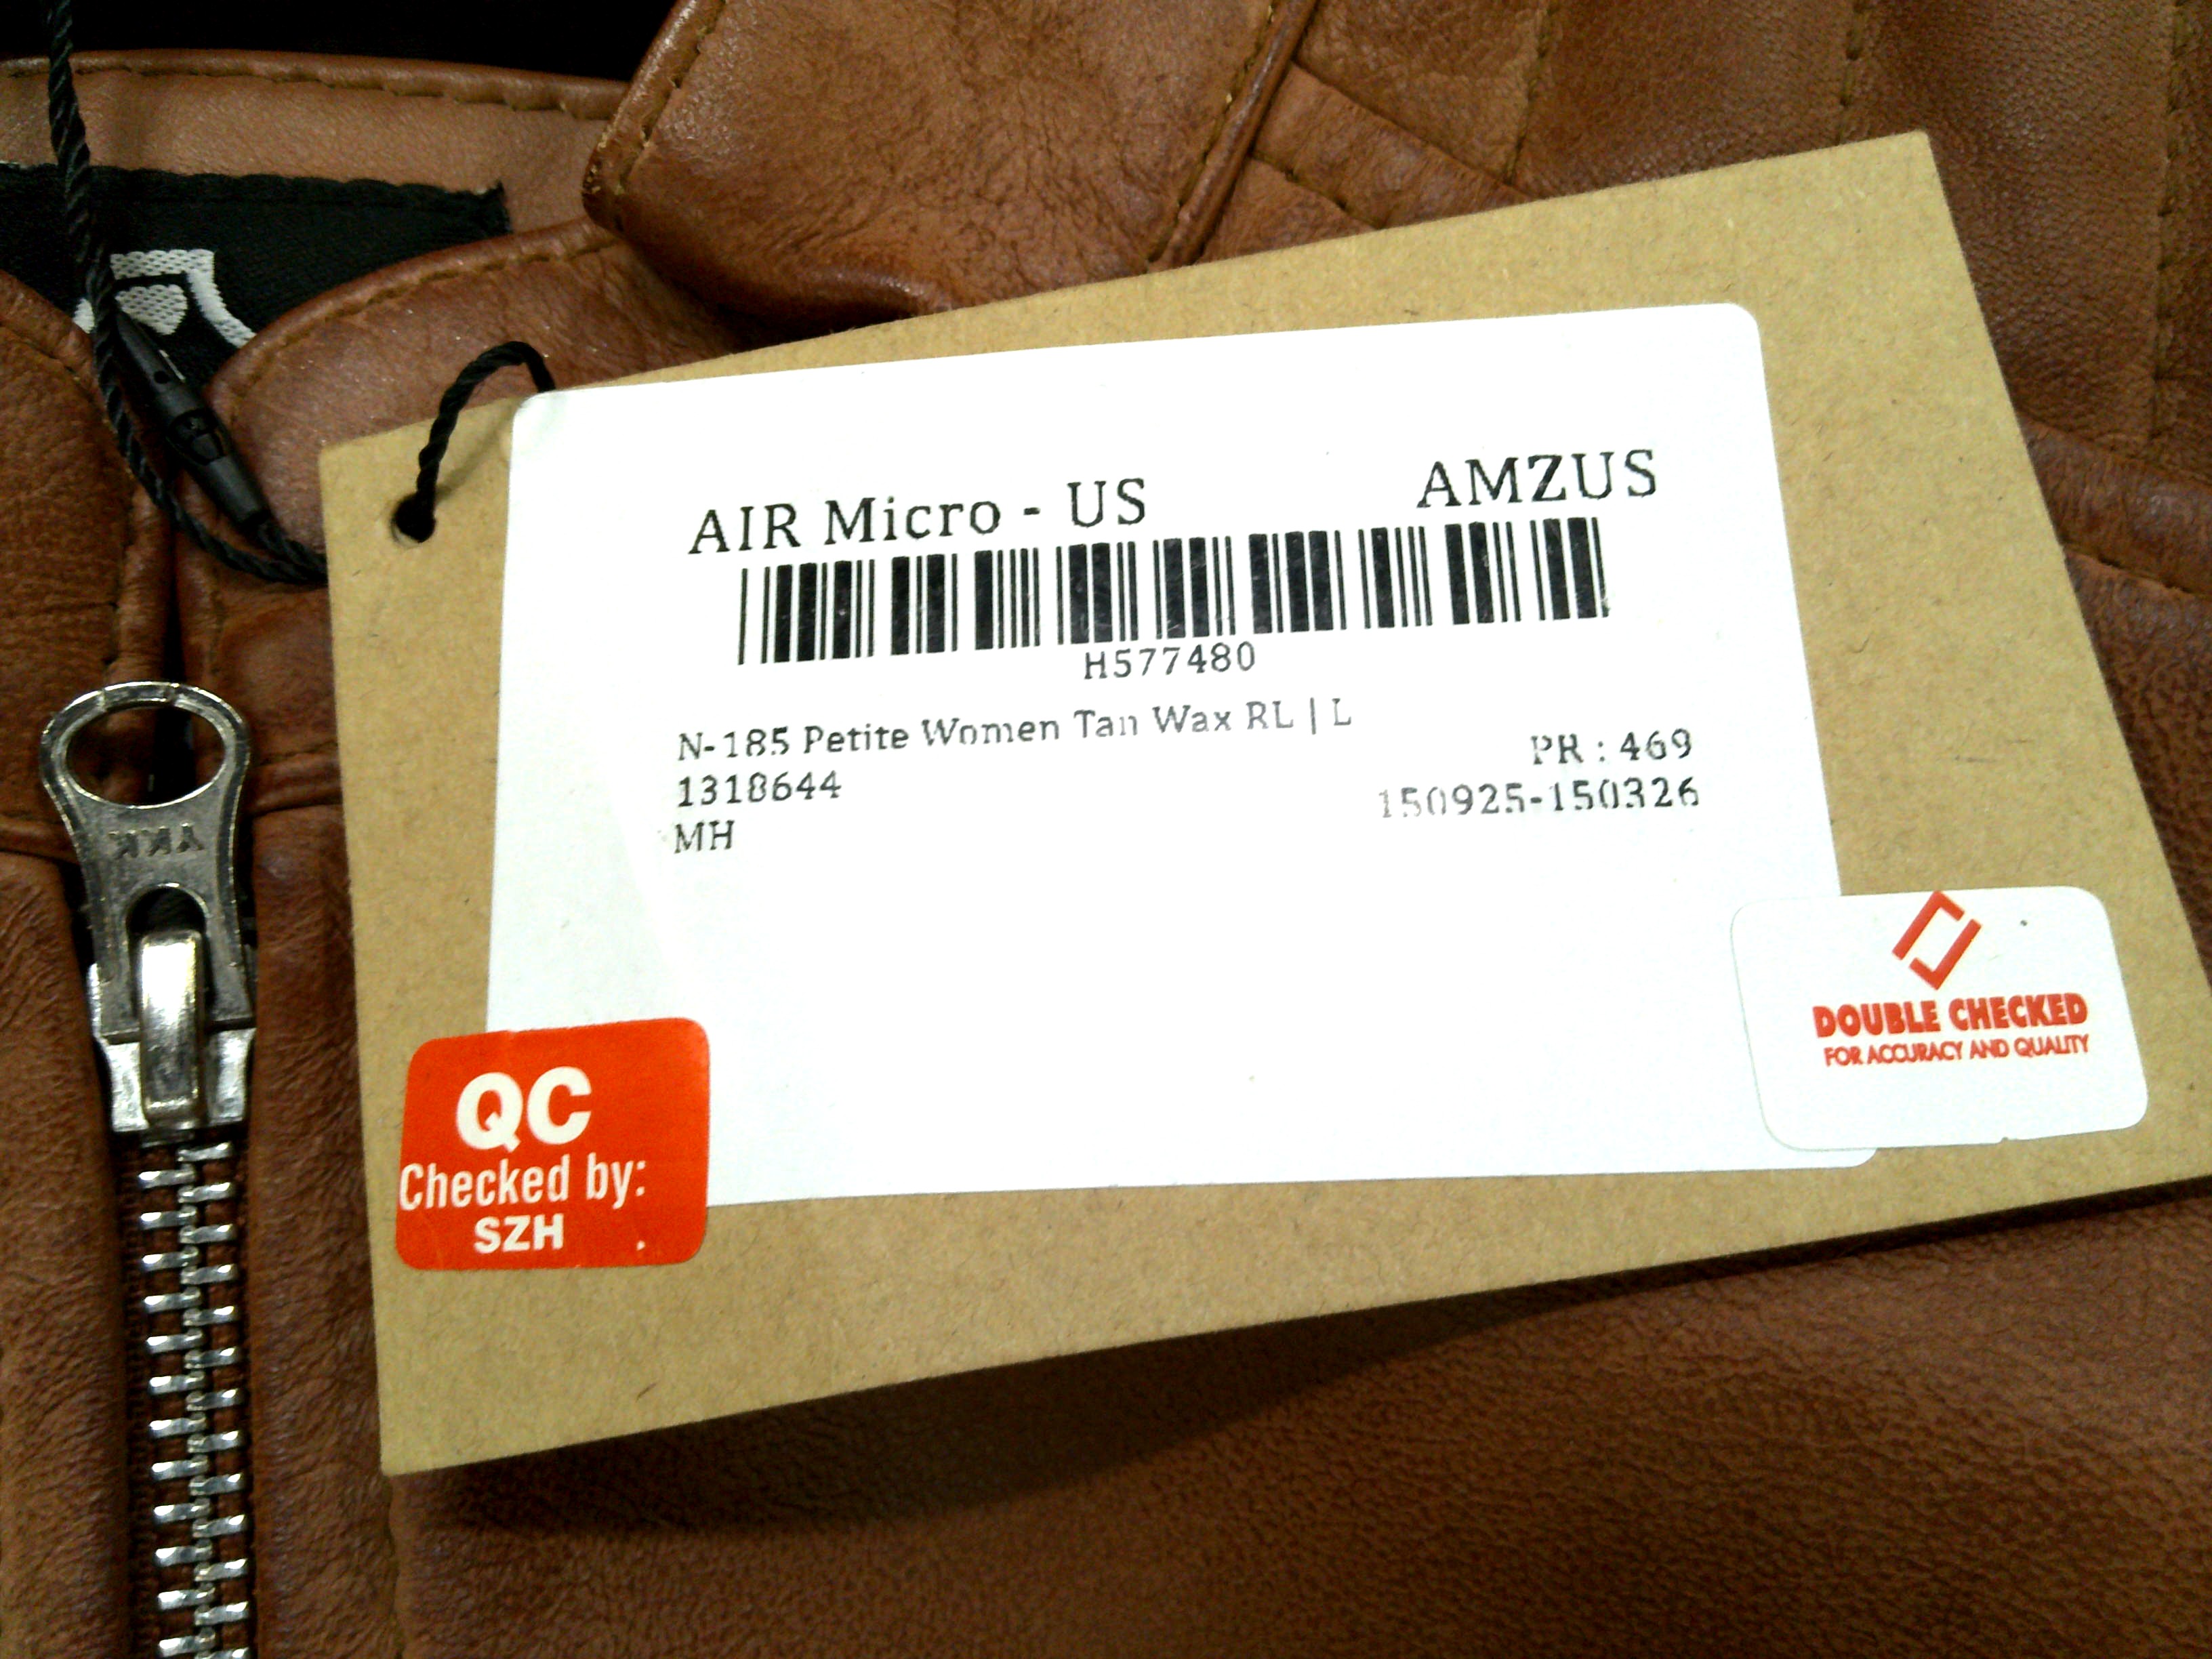 AIR Micro - US AMZUS
H577480
N-185 Petite Women Tan Wax RL | L
1318644 PR : 469
150925-150326
MH
YKK
QC
Checked by:
SZH
DOUBLE CHECKED
FOR ACCURACY AND QUALITY